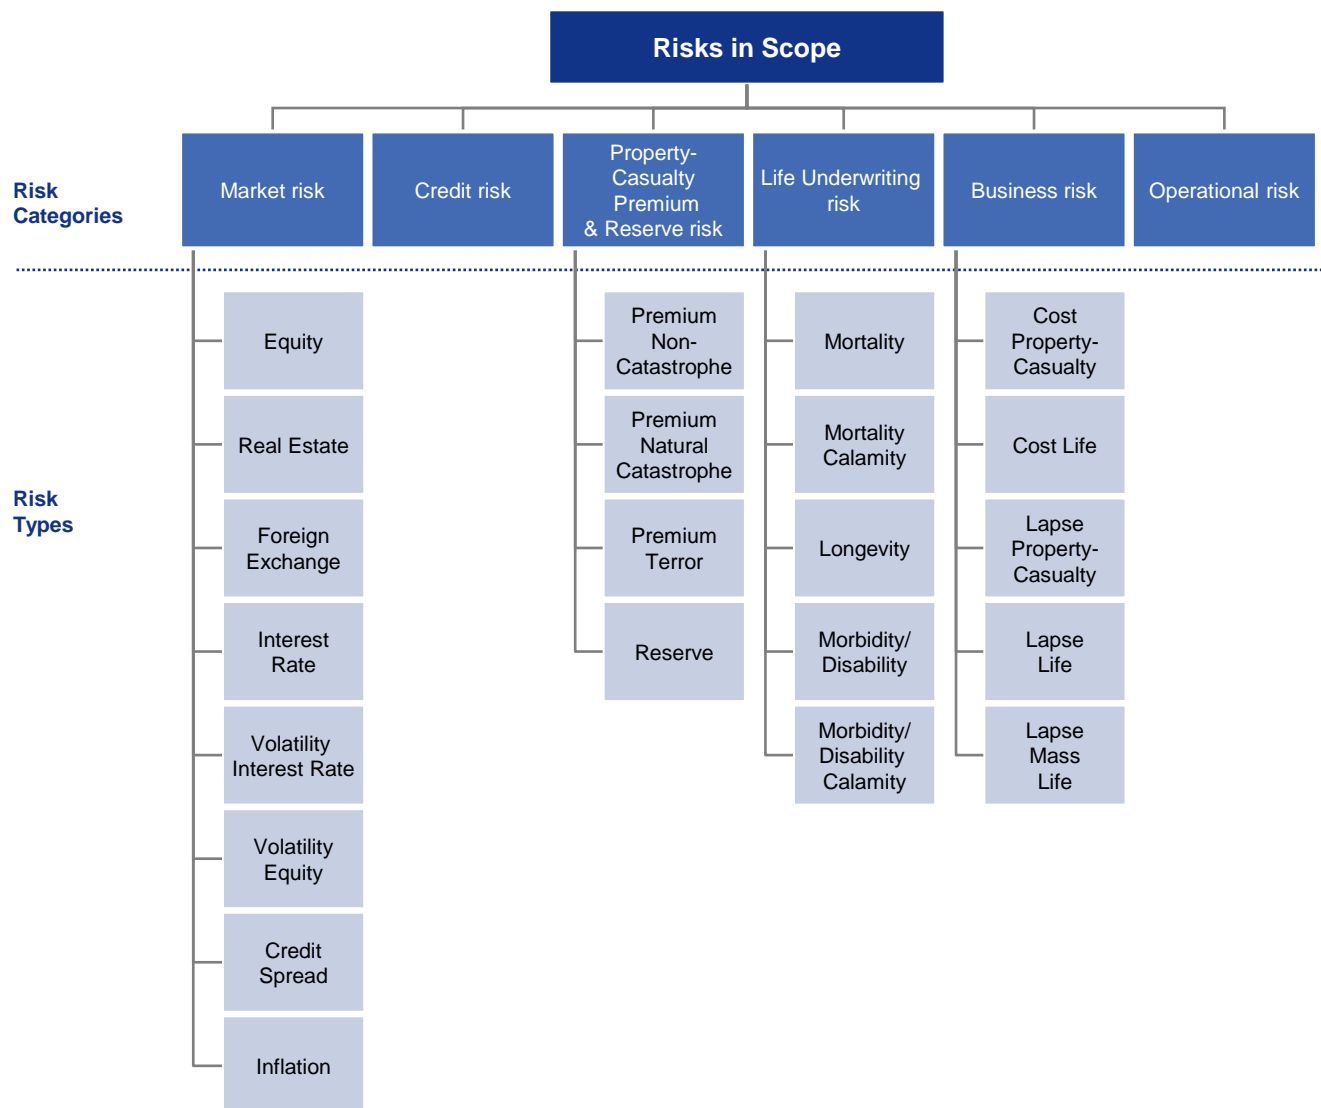 Risks in Scope
Risk
Categories
Market risk
Credit risk
Property-
Casualty
Premium
& Reserve risk
Life Underwriting
risk
Business risk
Operational risk
Risk
Types
Equity
Real Estate
Foreign
Exchange
Interest
Rate
Volatility
Interest Rate
Volatility
Equity
Credit
Spread
Inflation
Premium
Non-
Catastrophe
Premium
Natural
Catastrophe
Premium
Terror
Reserve
Mortality
Mortality
Calamity
Longevity
Morbidity/
Disability
Morbidity/
Disability
Calamity
Cost
Property-
Casualty
Cost Life
Lapse
Property-
Casualty
Lapse
Life
Lapse
Mass
Life